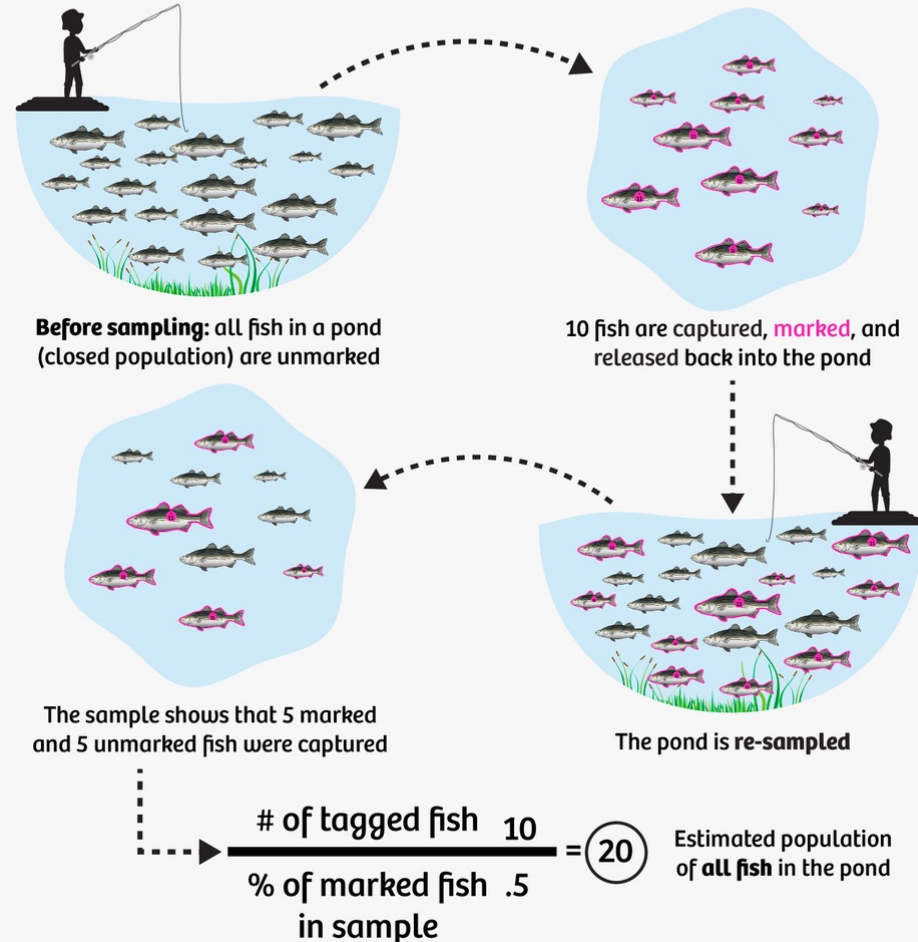 Before sampling: all fish in a pond
(closed population) are unmarked
10 fish are captured, marked, and
released back into the pond
The pond is re-sampled
The sample shows that 5 marked
and 5 unmarked fish were captured
# of tagged fish 10
% of marked fish .5
in sample
= 20
Estimated population
of all fish in the pond